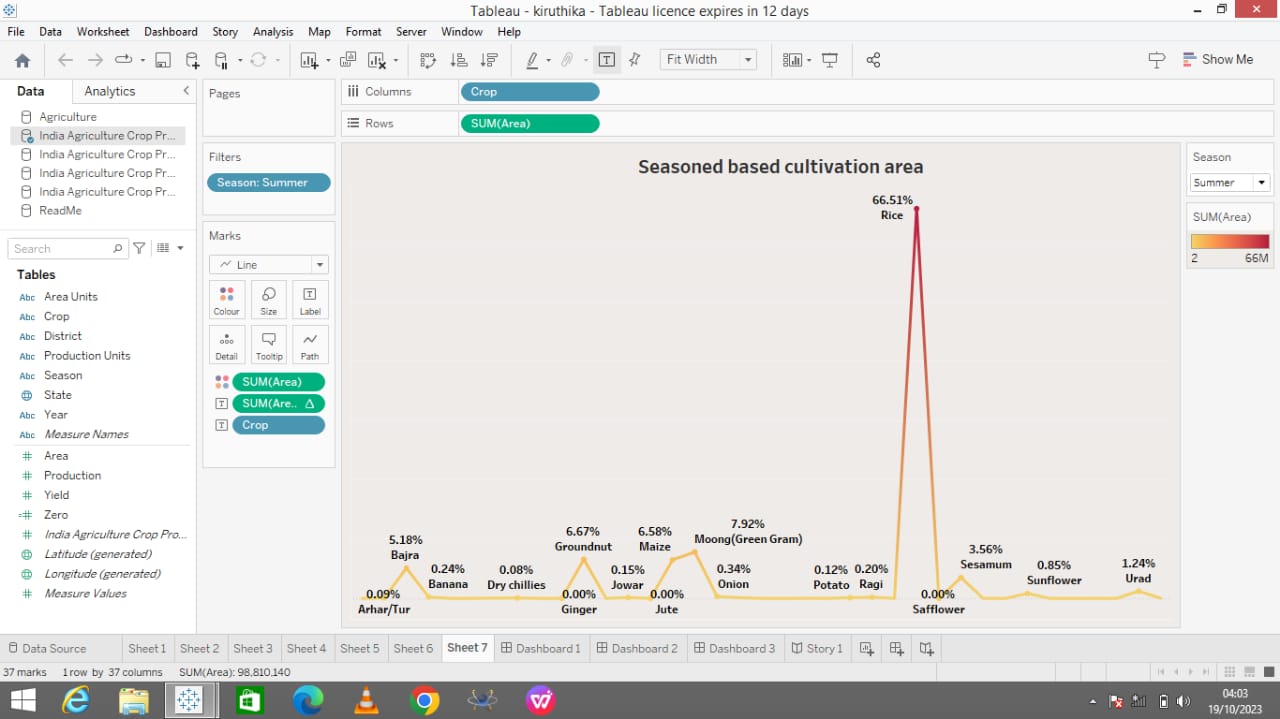 Tableau - kiruthika - Tableau licence expires in 12 days
File Data Worksheet Dashboard Story Analysis Map Format Server Window Help
Fit Width
Show Me
Data Analytics
Agriculture
India Agriculture Crop Pr...
India Agriculture Crop Pr...
India Agriculture Crop Pr...
India Agriculture Crop Pr...
ReadMe
Search
Tables
Abc Area Units
Abc Crop
Abc District
Abc Production Units
Abc Season
State
Abc Year
Abc Measure Names
# Area
# Production
# Yield
=# Zero
# India Agriculture Crop Pro...
Latitude (generated)
Longitude (generated)
# Measure Values
Pages
Filters
Season: Summer
Marks
Line
Colour Size Label
Detail Tooltip Path
SUM(Area)
SUM(Are.. Δ
Crop
Columns Crop
Rows SUM(Area)
Seasoned based cultivation area
66.51%
Rice
5.18%
Bajra
0.09%
Arhar/Tur
0.24%
Banana
0.08%
Dry chillies
6.67%
Groundnut
0.00%
Ginger
0.15%
Jowar
6.58%
Maize
0.00%
Jute
7.92%
Moong(Green Gram)
0.34%
Onion
0.12%
Potato
0.20%
Ragi
0.00%
Safflower
3.56%
Sesamum
0.85%
Sunflower
1.24%
Urad
Season
Summer
SUM(Area)
2 66M
Data Source Sheet 1 Sheet 2 Sheet 3 Sheet 4 Sheet 5 Sheet 6 Sheet 7 Dashboard 1 Dashboard 2 Dashboard 3 Story 1
37 marks 1 row by 37 columns SUM(Area): 98,810,140
04:03
19/10/2023